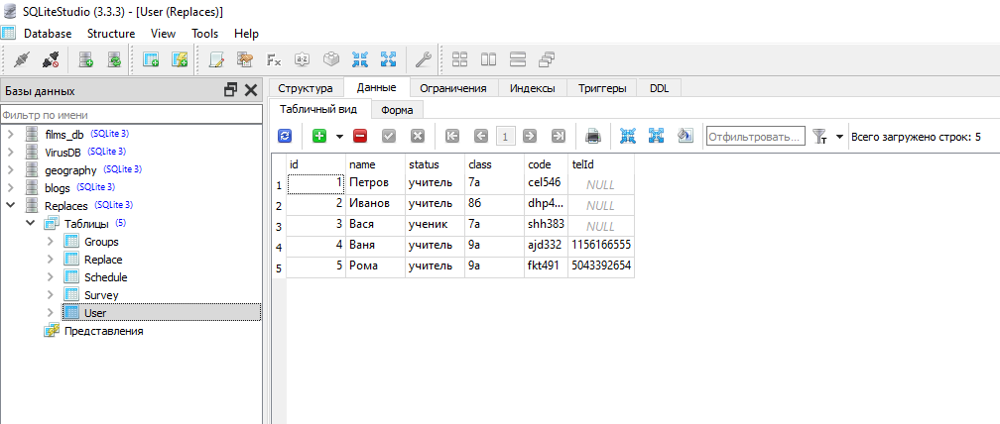 SQLiteStudio (3.3.3) - [User (Replaces)]
Database Structure View Tools Help
Базы данных
Фильтр по имени
films_db (SQLite 3)
VirusDB (SQLite 3)
geography (SQLite 3)
blogs (SQLite 3)
Replaces (SQLite 3)
Таблицы (5)
Groups
Replace
Schedule
Survey
User
Представления
Структура Данные Ограничения Индексы Триггеры DDL
Табличный вид Форма
1 Отфильтровать... Всего загружено строк: 5
id name status class code telId
1 1 Петров учитель 7а cel546 NULL
2 2 Иванов учитель 8б dhp4... NULL
3 3 Вася ученик 7а shh383 NULL
4 4 Ваня учитель 9а ajd332 1156166555
5 5 Рома учитель 9а fkt491 5043392654